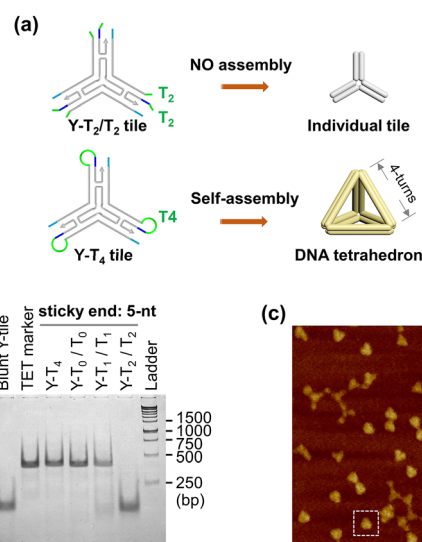 (a)
NO assembly
T₂
T₂
Y-T₂/T₂ tile
Individual tile
Self-assembly
T4
4-turns
Y-T₄ tile
DNA tetrahedron
sticky end: 5-nt
(c)
Blunt Y-tile
TET marker
Y-T₄
Y-T₀ / T₀
Y-T₁ / T₁
Y-T₂ / T₂
Ladder
1500
1000
750
500
250
(bp)